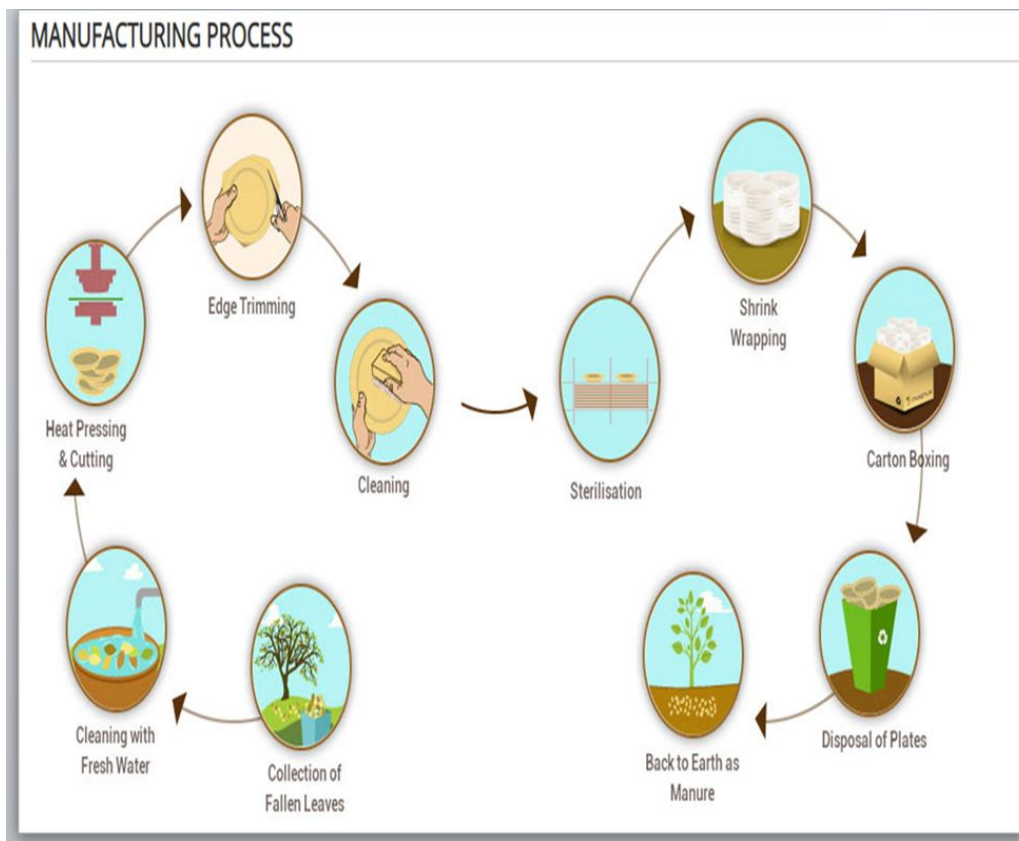 MANUFACTURING PROCESS
Collection of
Fallen Leaves
Cleaning with
Fresh Water
Heat Pressing
& Cutting
Edge Trimming
Cleaning
Sterilisation
Shrink
Wrapping
Carton Boxing
Disposal of Plates
Back to Earth as
Manure